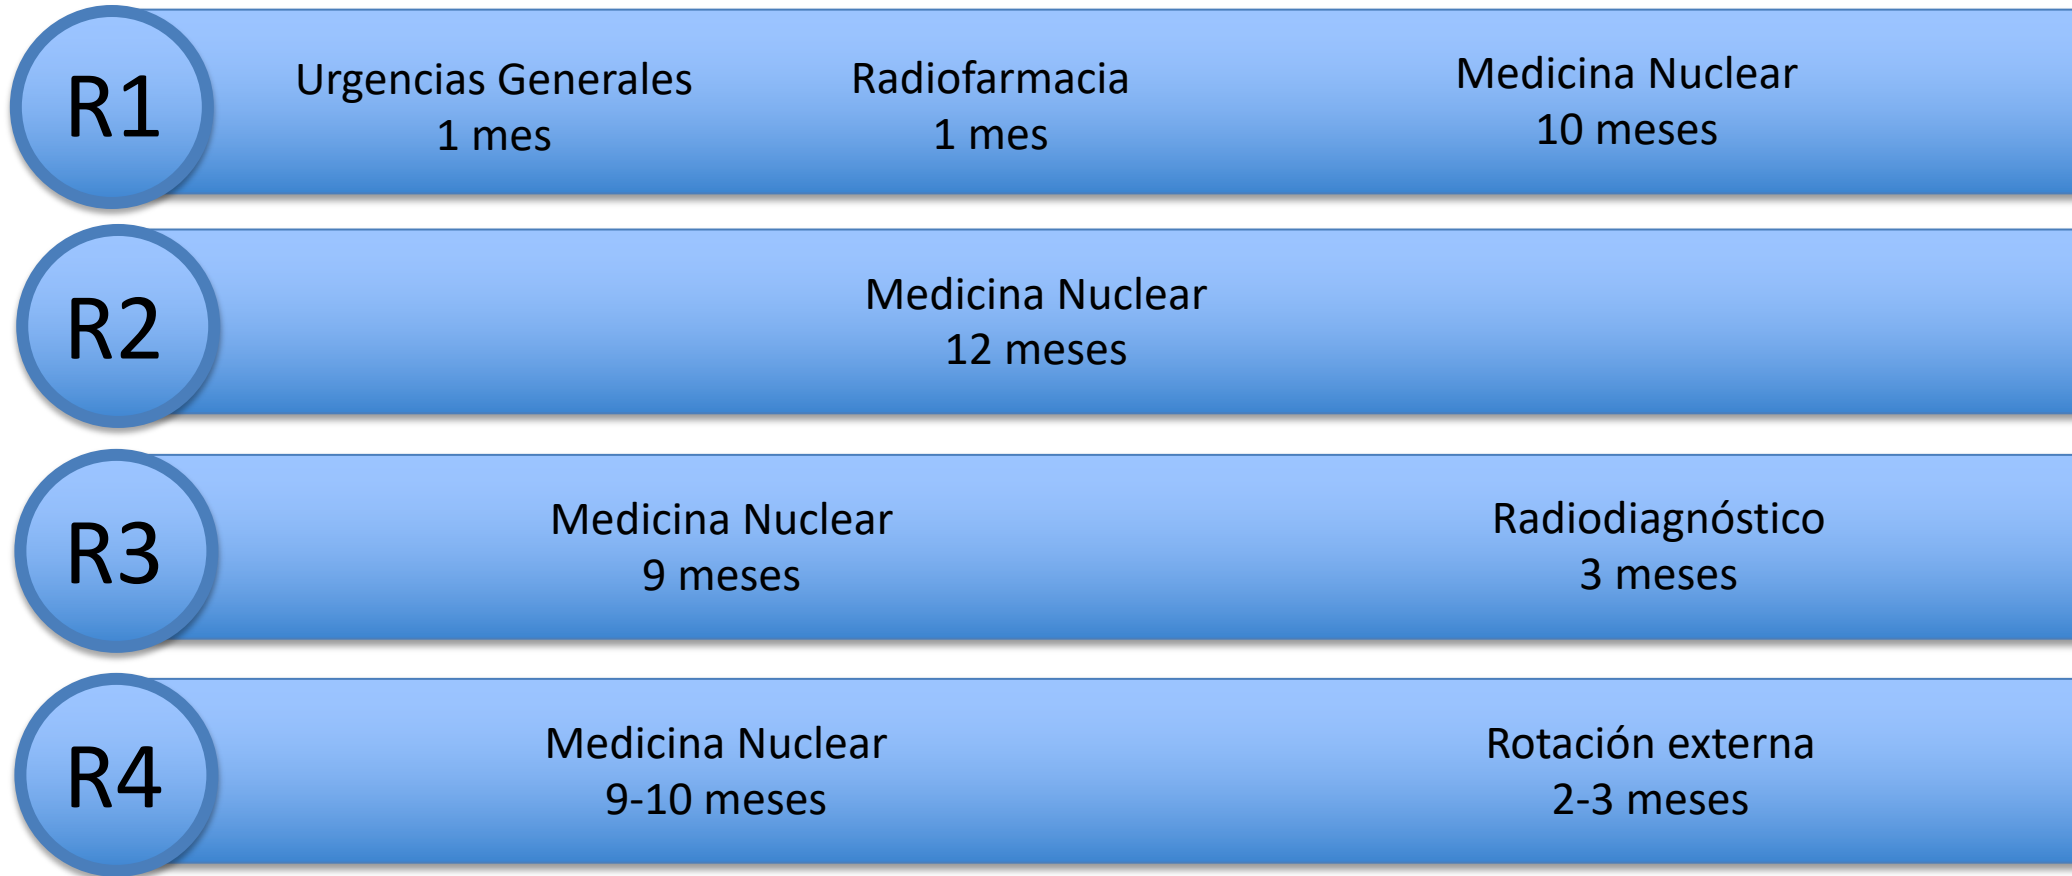 R1
Urgencias Generales
1 mes
Radiofarmacia
1 mes
Medicina Nuclear
10 meses
R2
Medicina Nuclear
12 meses
R3
Medicina Nuclear
9 meses
Radiodiagnóstico
3 meses
R4
Medicina Nuclear
9-10 meses
Rotación externa
2-3 meses